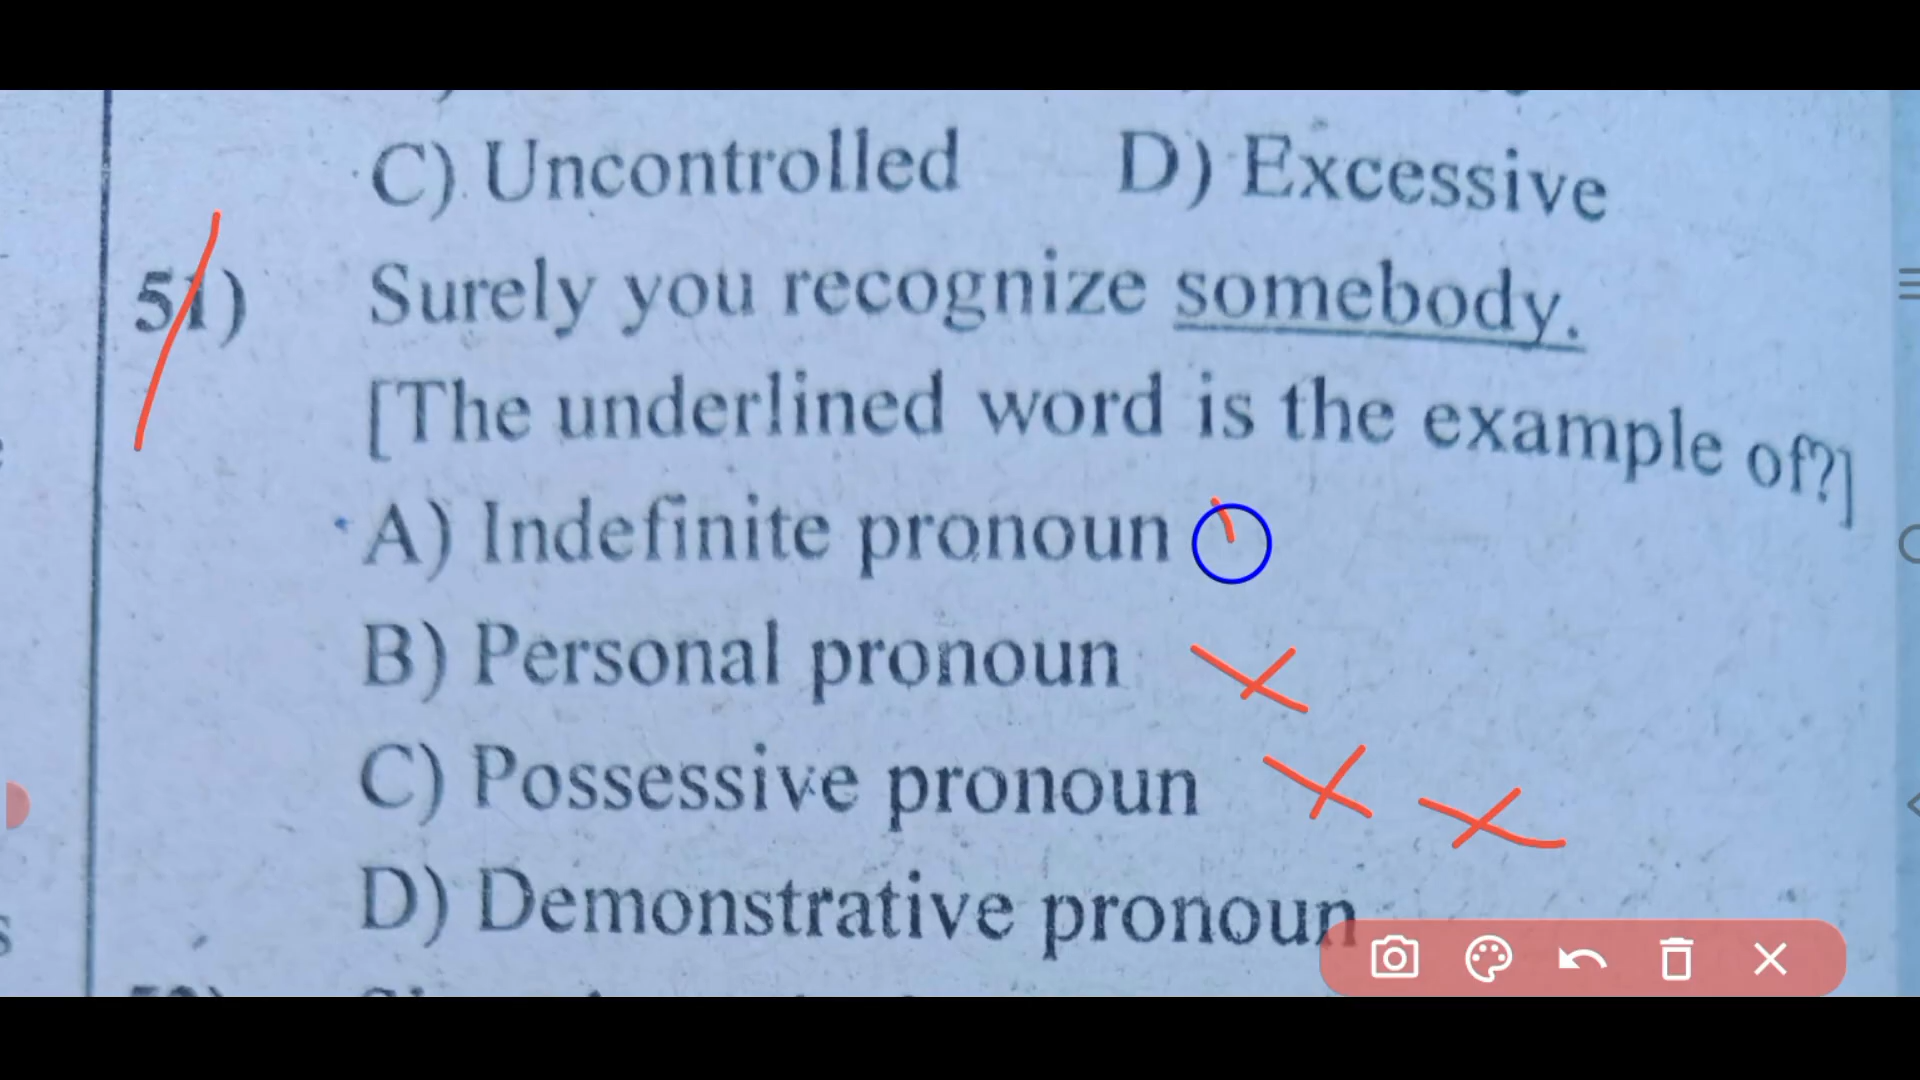 C) Uncontrolled D) Excessive
51) Surely you recognize somebody.
[The underlined word is the example of?]
A) Indefinite pronoun
B) Personal pronoun
C) Possessive pronoun
D) Demonstrative pronoun